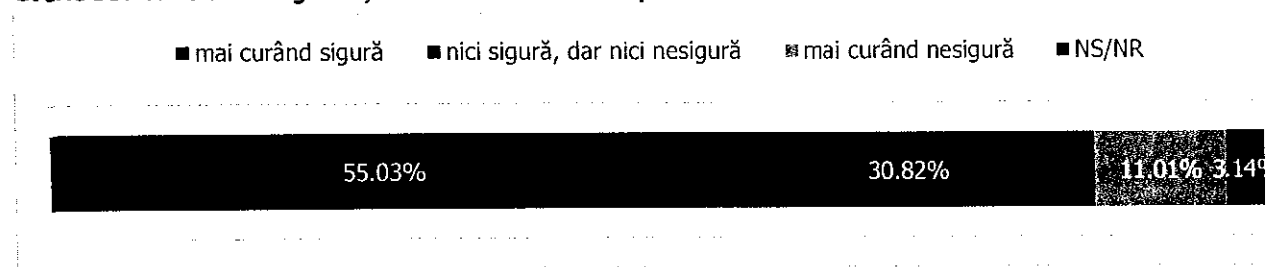 ■ mai curând sigură ■ nici sigură, dar nici nesigură ■ mai curând nesigură ■ NS/NR
55.03% 30.82% 11.01% 3.14%